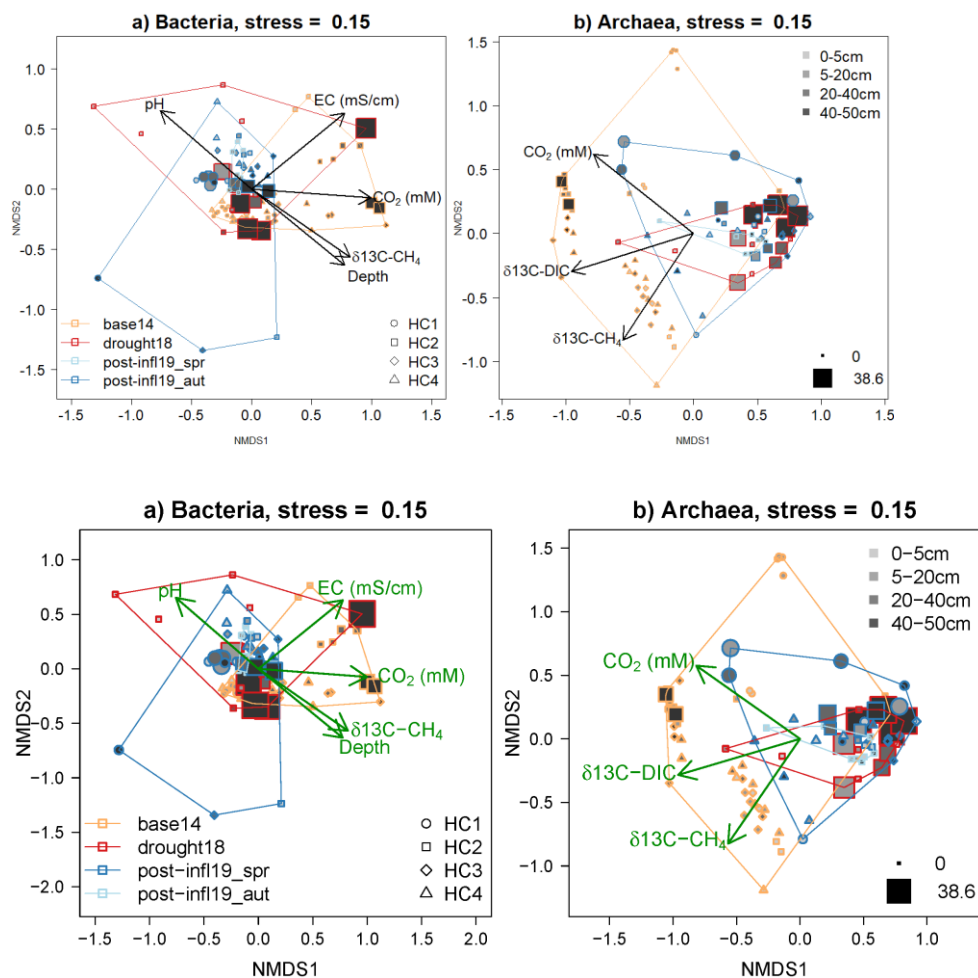 a) Bacteria, stress = 0.15
1.0
0.5
0.0
-0.5
-1.0
-1.5
NMDS2
pH
EC (mS/cm)
CO₂ (mM)
δ13C-CH₄
Depth
base14
drought18
post-infl19_spr
post-infl19_aut
HC1
HC2
HC3
HC4
-1.5 -1.0 -0.5 0.0 0.5 1.0 1.5
NMDS1
b) Archaea, stress = 0.15
1.5
1.0
0.5
0.0
-0.5
-1.0
NMDS2
0-5cm
5-20cm
20-40cm
40-50cm
CO₂ (mM)
δ13C-DIC
δ13C-CH₄
0
38.6
-1.5 -1.0 -0.5 0.0 0.5 1.0 1.5
NMDS1
a) Bacteria, stress = 0.15
1.0
0.5
0.0
−0.5
−1.0
−1.5
−2.0
NMDS2
pH
EC (mS/cm)
CO₂ (mM)
δ13C−CH₄
Depth
base14
drought18
post−infl19_spr
post−infl19_aut
HC1
HC2
HC3
HC4
−1.5 −1.0 −0.5 0.0 0.5 1.0 1.5 2.0
NMDS1
b) Archaea, stress = 0.15
1.5
1.0
0.5
0.0
−0.5
−1.0
0−5cm
5−20cm
20−40cm
40−50cm
CO₂ (mM)
δ13C−DIC
δ13C−CH₄
0
38.6
−1.5 −1.0 −0.5 0.0 0.5 1.0
NMDS1